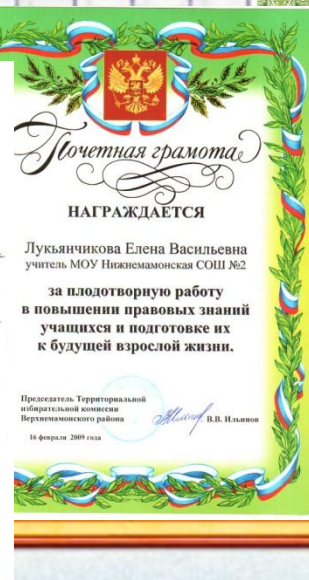 Почетная грамота
НАГРАЖДАЕТСЯ
Лукьянчикова Елена Васильевна
учитель МОУ Нижнемамонская СОШ №2
за плодотворную работу
в повышении правовых знаний
учащихся и подготовке их
к будущей взрослой жизни.
Председатель Территориальной
избирательной комиссии
Верхнемамонского района
В.В. Ильинов
16 февраля 2009 года